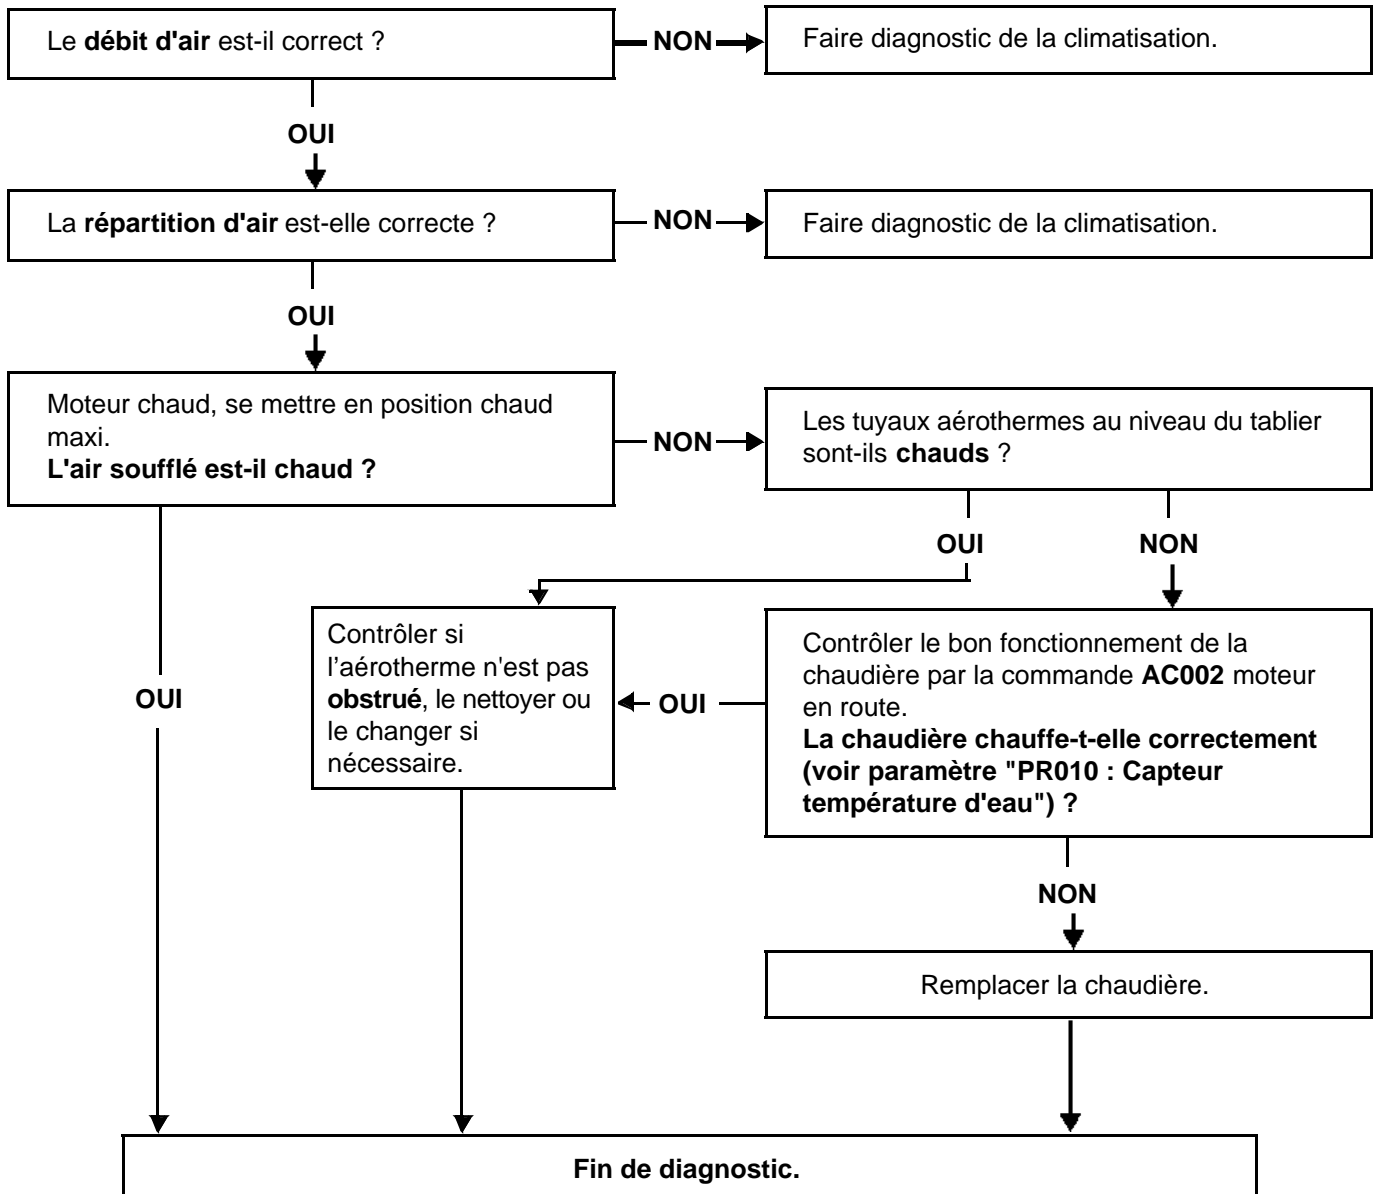 Le débit d'air est-il correct ?
NON
Faire diagnostic de la climatisation.
OUI
La répartition d'air est-elle correcte ?
NON
Faire diagnostic de la climatisation.
OUI
Moteur chaud, se mettre en position chaud
maxi.
L'air soufflé est-il chaud ?
NON
Les tuyaux aérothermes au niveau du tablier
sont-ils chauds ?
OUI
NON
Contrôler si
l'aérotherme n'est pas
obstrué, le nettoyer ou
le changer si
nécessaire.
OUI
OUI
Contrôler le bon fonctionnement de la
chaudière par la commande AC002 moteur
en route.
La chaudière chauffe-t-elle correctement
(voir paramètre "PR010 : Capteur
température d'eau") ?
NON
Remplacer la chaudière.
Fin de diagnostic.